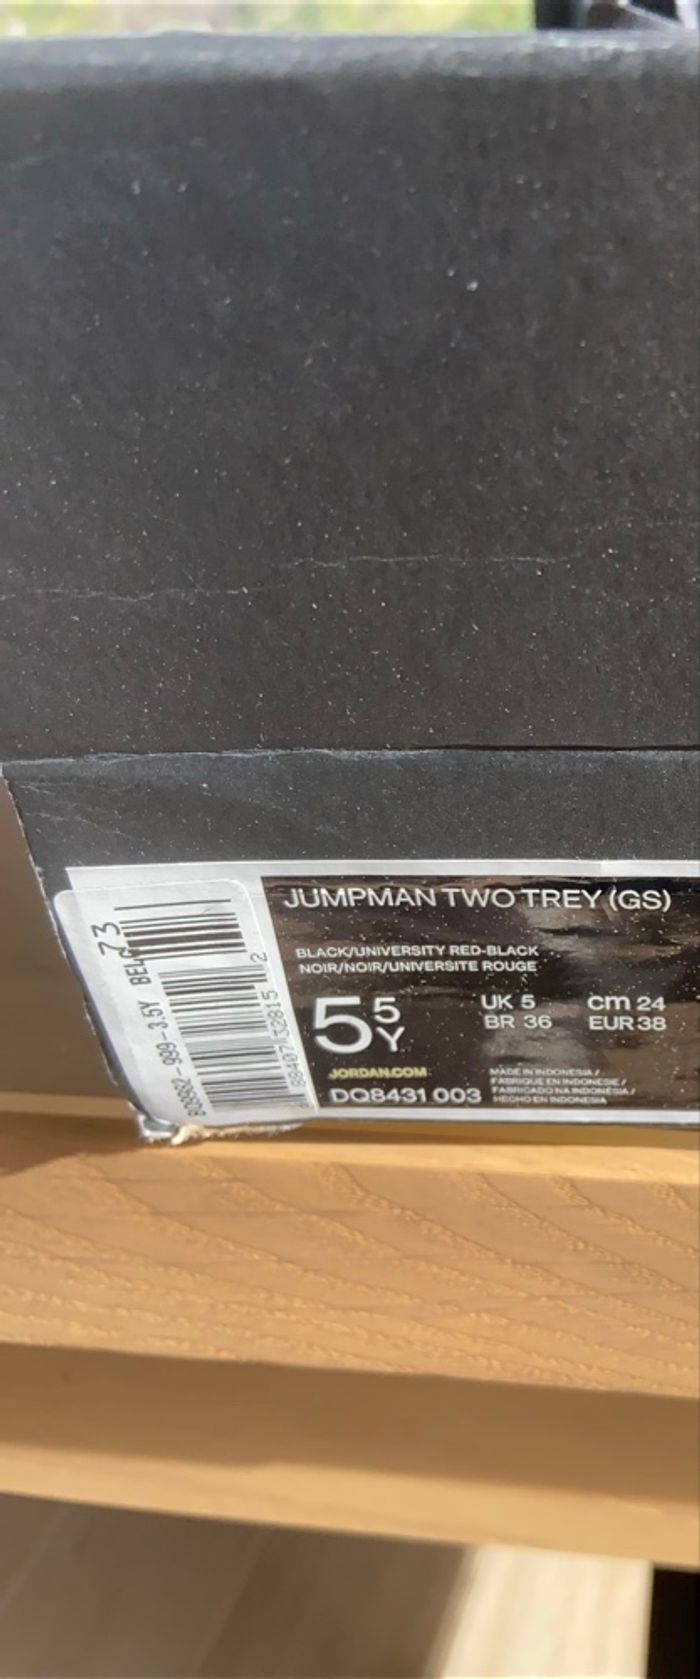 JUMPMAN TWO TREY (GS)
BLACK/UNIVERSITY RED-BLACK
NOIR/NOIR/UNIVERSITE ROUGE
5 5 Y
UK 5 cm 24
BR 36 EUR 38
JORDAN.COM
DQ8431 003
MADE IN INDONESIA /
FABRIQUE EN INDONESIE /
FABRICADO NA INDONÉSIA /
HECHO EN INDONESIA
73